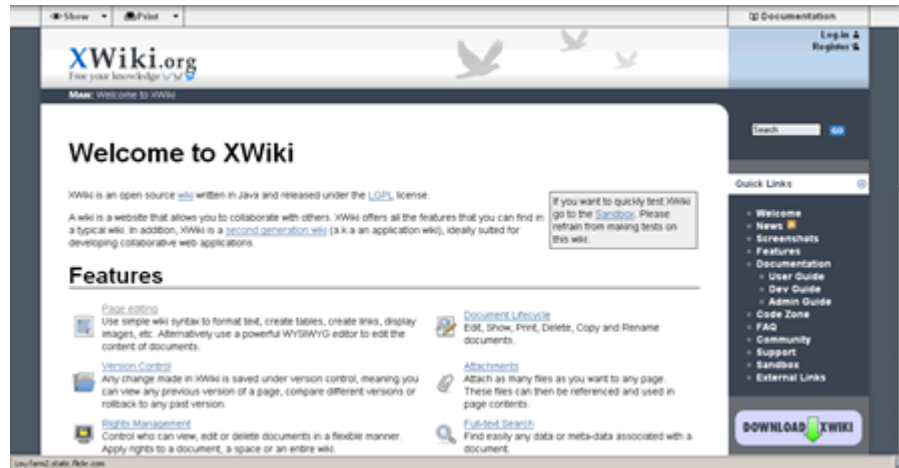 Show Print Documentation
Log-in
Register
XWiki.org
Free your knowledge
Main: Welcome to XWiki
Search GO
Welcome to XWiki
XWiki is an open source wiki written in Java and released under the LGPL license.
A wiki is a website that allows you to collaborate with others. XWiki offers all the features that you can find in
a typical wiki. In addition, XWiki is a second generation wiki (a.k.a an application wiki), ideally suited for
developing collaborative web applications.
If you want to quickly test XWiki
go to the Sandbox. Please
refrain from making tests on
this wiki.
Features
Page editing
Use simple wiki syntax to format text, create tables, create links, display
images, etc. Alternatively use a powerful WYSIWYG editor to edit the
content of documents.
Document Lifecycle
Edit, Show, Print, Delete, Copy and Rename
documents.
Version Control
Any change made in XWiki is saved under version control, meaning you
can view any previous version of a page, compare different versions or
rollback to any past version.
Attachments
Attach as many files as you want to any page.
These files can then be referenced and used in
page contents.
Rights Management
Control who can view, edit or delete documents in a flexible manner.
Apply rights to a document, a space or an entire wiki.
Full-text Search
Find easily any data or meta-data associated with a
document.
Quick Links
Welcome
News
Screenshots
Features
Documentation
User Guide
Dev Guide
Admin Guide
Code Zone
FAQ
Community
Support
Sandbox
External Links
DOWNLOAD XWIKI
farm2.static.flickr.com